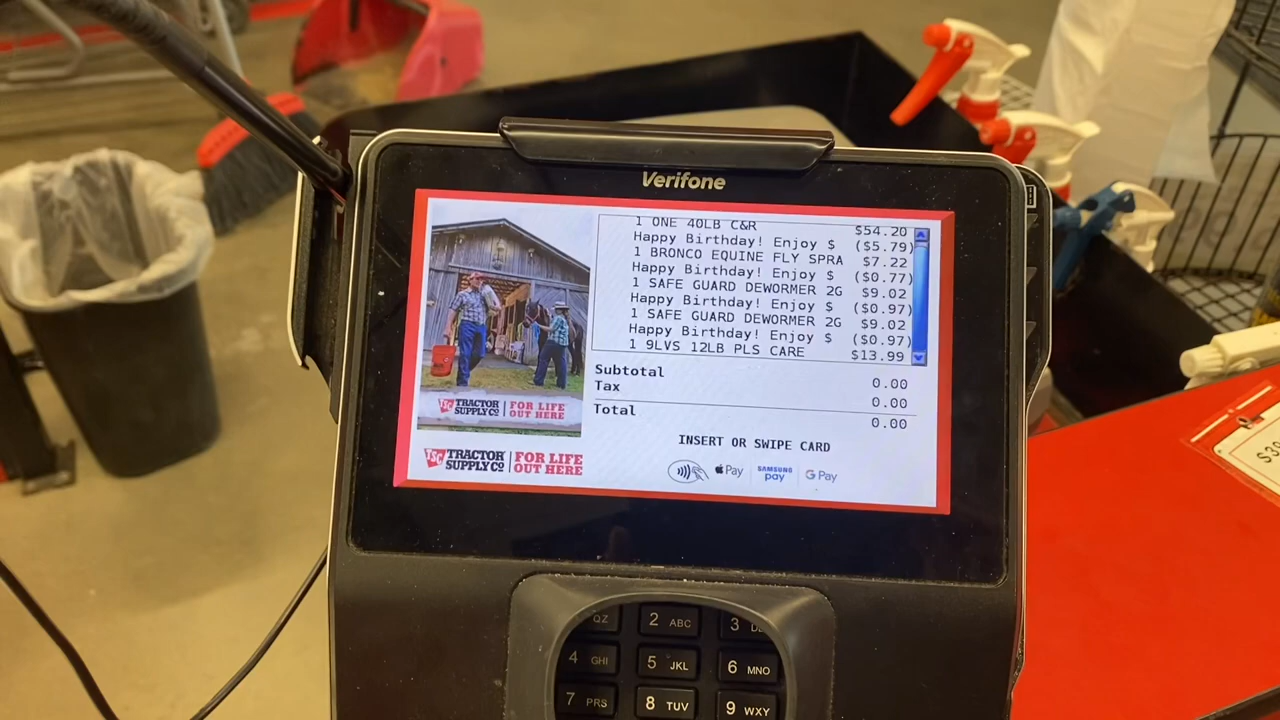 Verifone
1 ONE 40LB C&R $54.20
Happy Birthday! Enjoy $ ($5.79)
1 BRONCO EQUINE FLY SPRA $7.22
Happy Birthday! Enjoy $ ($0.77)
1 SAFE GUARD DEWORMER 2G $9.02
Happy Birthday! Enjoy $ ($0.97)
1 SAFE GUARD DEWORMER 2G $9.02
Happy Birthday! Enjoy $ ($0.97)
1 9LVS 12LB PLS CARE $13.99
Subtotal 0.00
Tax 0.00
Total 0.00
INSERT OR SWIPE CARD
Pay SAMSUNG pay G Pay
TSC TRACTOR SUPPLY CO FOR LIFE OUT HERE
TSC TRACTOR SUPPLY CO FOR LIFE OUT HERE
QZ 2 ABC 3
4 GHI 5 JKL 6 MNO
7 PRS 8 TUV 9 WXY